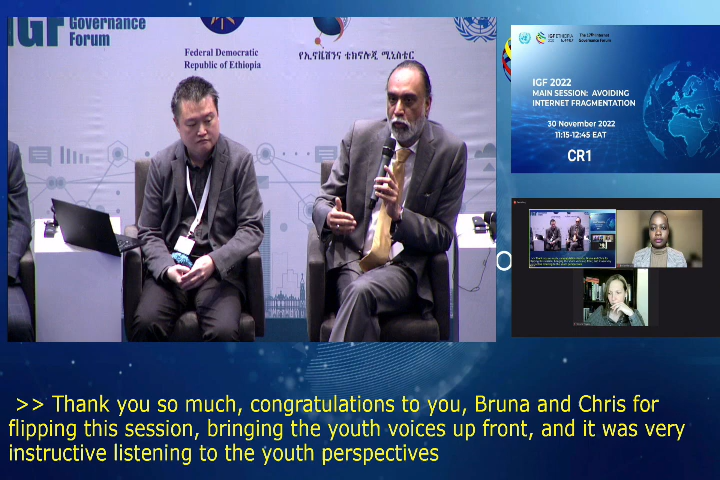 IGF Governance
Forum
Federal Democratic
Republic of Ethiopia
የኢኖቬሽንና ቴክኖሎጂ ሚኒስቴር
IGF 2022
MAIN SESSION: AVOIDING
INTERNET FRAGMENTATION
30 November 2022
11:15-12:45 EAT
CR1
>> Thank you so much, congratulations to you, Bruna and Chris for
flipping this session, bringing the youth voices up front, and it was very
instructive listening to the youth perspectives